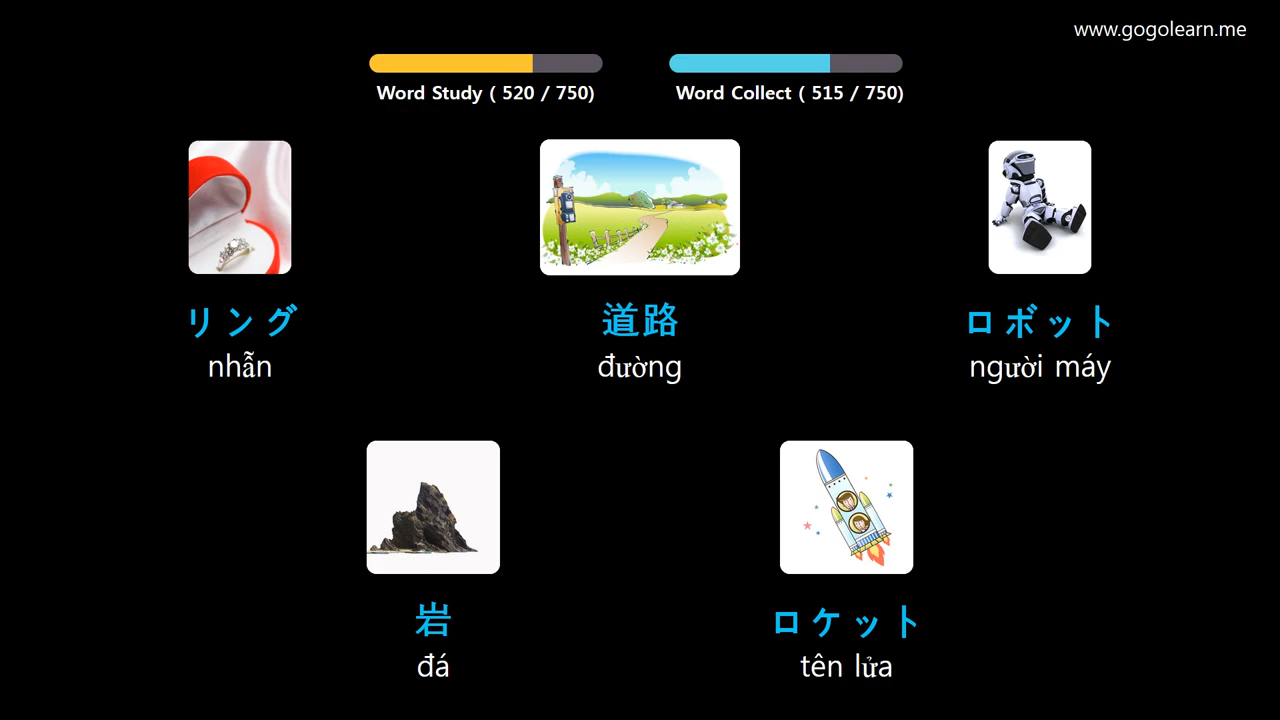 www.gogolearn.me
Word Study ( 520 / 750)
Word Collect ( 515 / 750)
リング
道路
ロボット
nhẫn
đường
người máy
岩
ロケット
đá
tên lửa